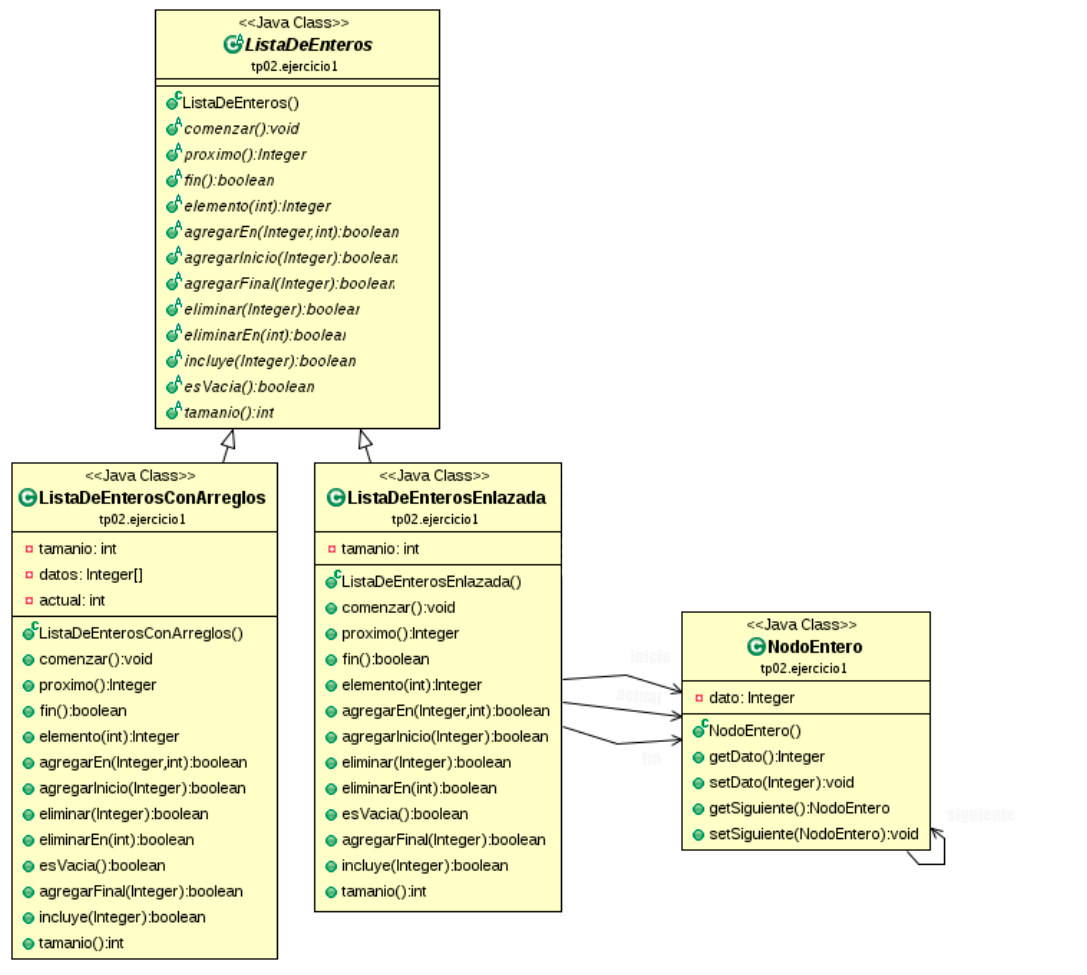 <<Java Class>>
ListaDeEnteros
tp02.ejercicio1
ListaDeEnteros()
comenzar():void
proximo():Integer
fin():boolean
elemento(int):Integer
agregarEn(Integer,int):boolean
agregarInicio(Integer):boolean
agregarFinal(Integer):boolean
eliminar(Integer):boolear
eliminarEn(int):boolear
incluye(Integer):boolean
esVacia():boolean
tamanio():int
<<Java Class>>
ListaDeEnterosConArreglos
tp02.ejercicio1
tamanio: int
datos: Integer[]
actual: int
ListaDeEnterosConArreglos()
comenzar():void
proximo():Integer
fin():boolean
elemento(int):Integer
agregarEn(Integer,int):boolean
agregarInicio(Integer):boolean
eliminar(Integer):boolean
eliminarEn(int):boolean
esVacia():boolean
agregarFinal(Integer):boolean
incluye(Integer):boolean
tamanio():int
<<Java Class>>
ListaDeEnterosEnlazada
tp02.ejercicio1
tamanio: int
ListaDeEnterosEnlazada()
comenzar():void
proximo():Integer
fin():boolean
elemento(int):Integer
agregarEn(Integer,int):boolean
agregarInicio(Integer):boolean
eliminar(Integer):boolean
eliminarEn(int):boolean
esVacia():boolean
agregarFinal(Integer):boolean
incluye(Integer):boolean
tamanio():int
inicio
actual
fin
<<Java Class>>
NodoEntero
tp02.ejercicio1
dato: Integer
NodoEntero()
getDato():Integer
setDato(Integer):void
getSiguiente():NodoEntero
setSiguiente(NodoEntero):void
siguiente